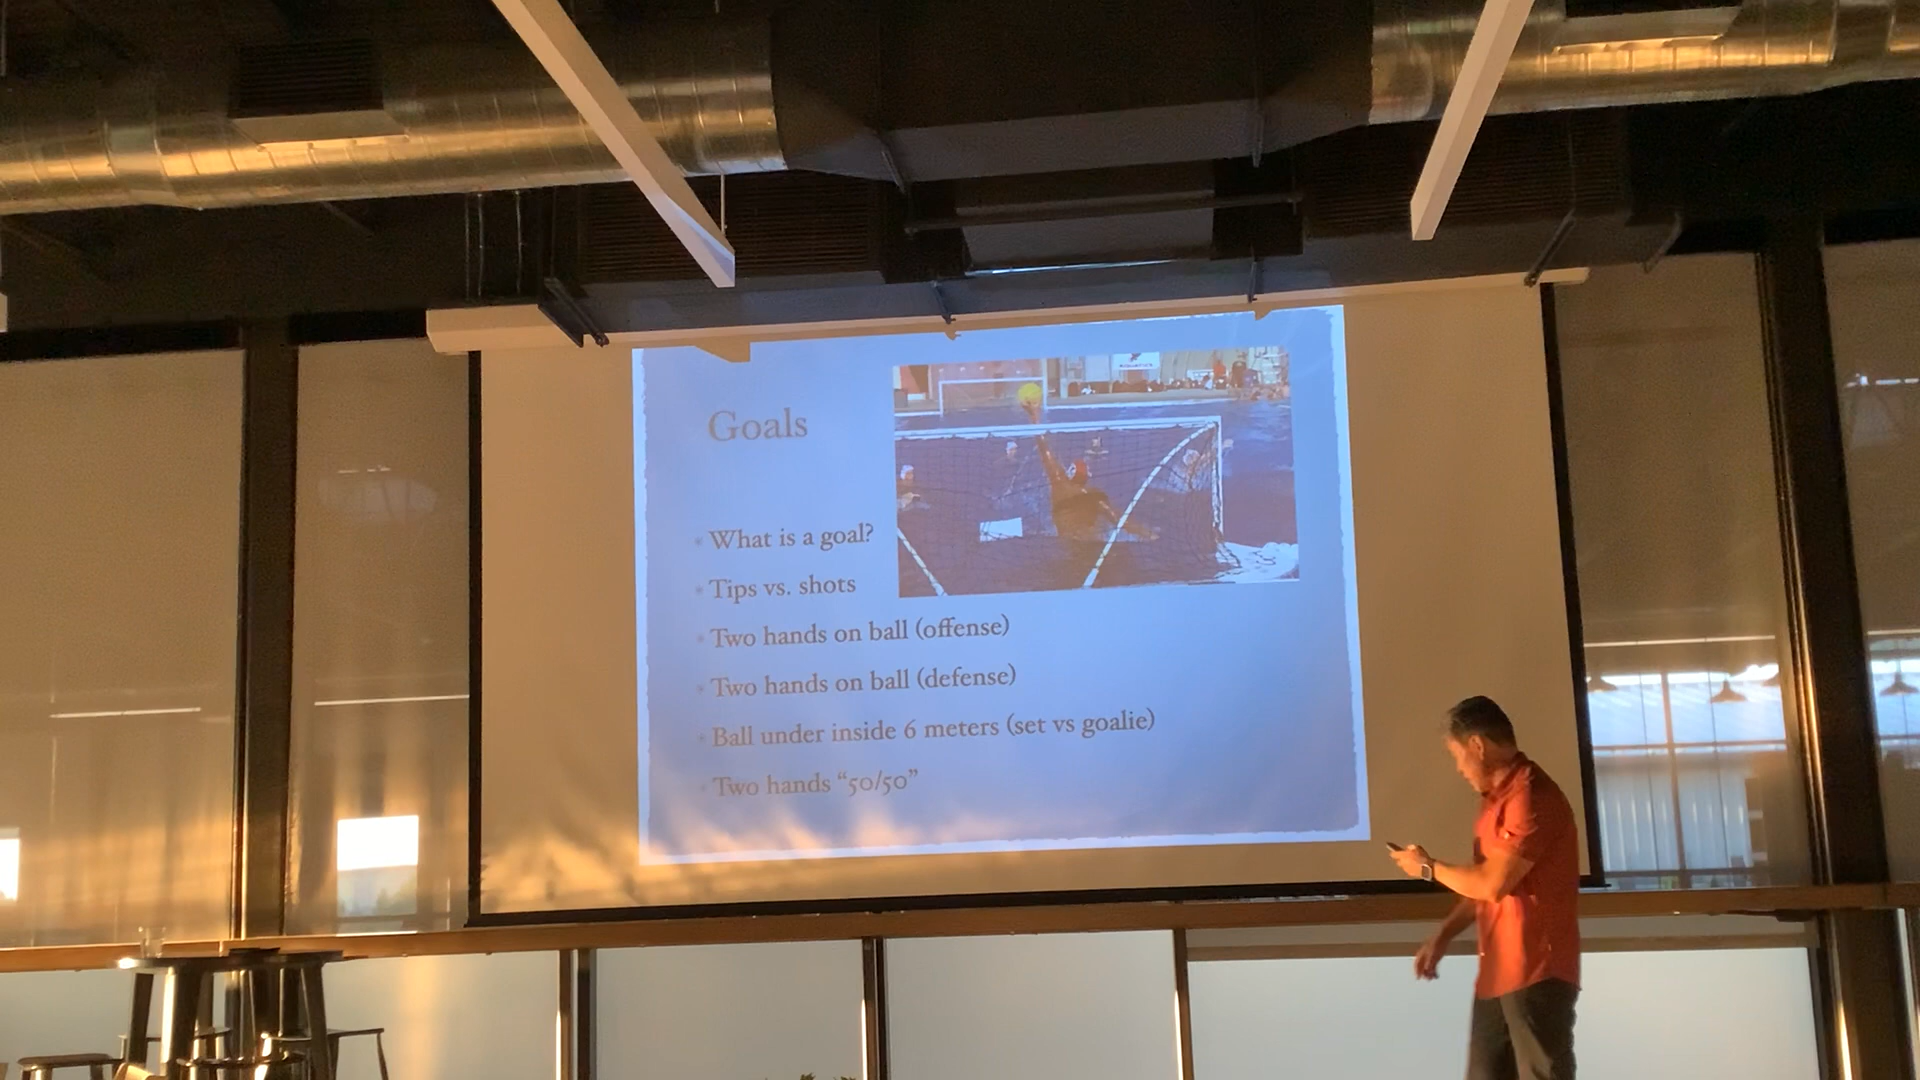 Goals
What is a goal?
Tips vs. shots
Two hands on ball (offense)
Two hands on ball (defense)
Ball under inside 6 meters (set vs goalie)
Two hands “50/50”